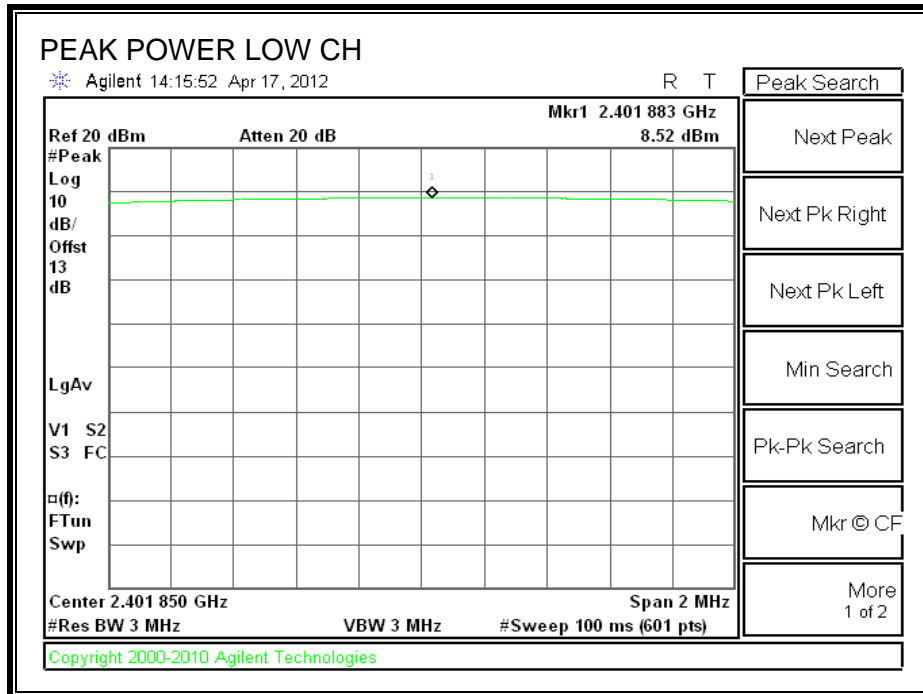 PEAK POWER LOW CH
Agilent 14:15:52 Apr 17, 2012 R T
Peak Search
Mkr1 2.401 883 GHz
Ref 20 dBm Atten 20 dB 8.52 dBm
#Peak
Log
10
dB/
Offst
13
dB
1
LgAv
V1 S2
S3 FC
¤(f):
FTun
Swp
Center 2.401 850 GHz Span 2 MHz
#Res BW 3 MHz VBW 3 MHz #Sweep 100 ms (601 pts)
Copyright 2000-2010 Agilent Technologies
Next Peak
Next Pk Right
Next Pk Left
Min Search
Pk-Pk Search
Mkr © CF
More
1 of 2